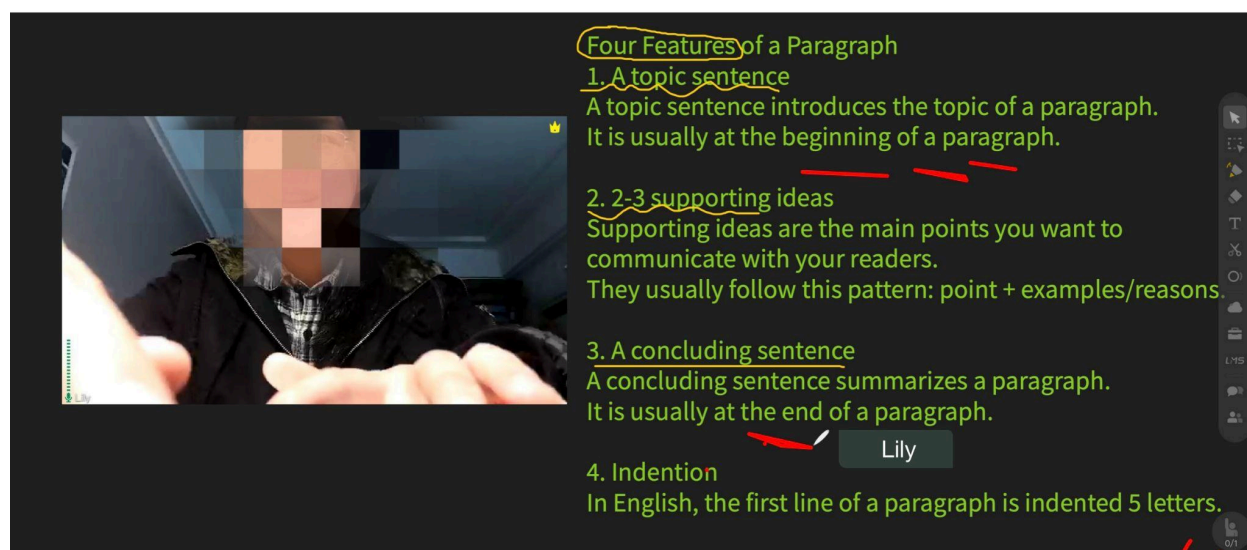 Four Features of a Paragraph
1. A topic sentence
A topic sentence introduces the topic of a paragraph.
It is usually at the beginning of a paragraph.
2. 2-3 supporting ideas
Supporting ideas are the main points you want to
communicate with your readers.
They usually follow this pattern: point + examples/reasons.
3. A concluding sentence
A concluding sentence summarizes a paragraph.
It is usually at the end of a paragraph.
Lily
4. Indention
In English, the first line of a paragraph is indented 5 letters.
Lily
T
LMS
0/1